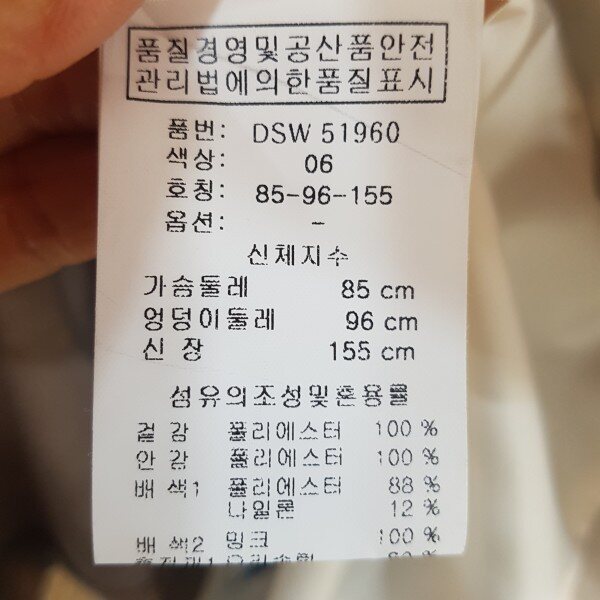 품질경영및공산품안전
관리법에의한품질표시
품번: DSW 51960
색상: 06
호칭: 85-96-155
옵션: -
신체지수
가슴둘레 85 cm
엉덩이둘레 96 cm
신 장 155 cm
섬유의조성및혼용률
겉 감 폴리에스터 100 %
안 감 폴리에스터 100 %
배 색1 폴리에스터 88 %
나일론 12 %
배 색2 밍크 100 %